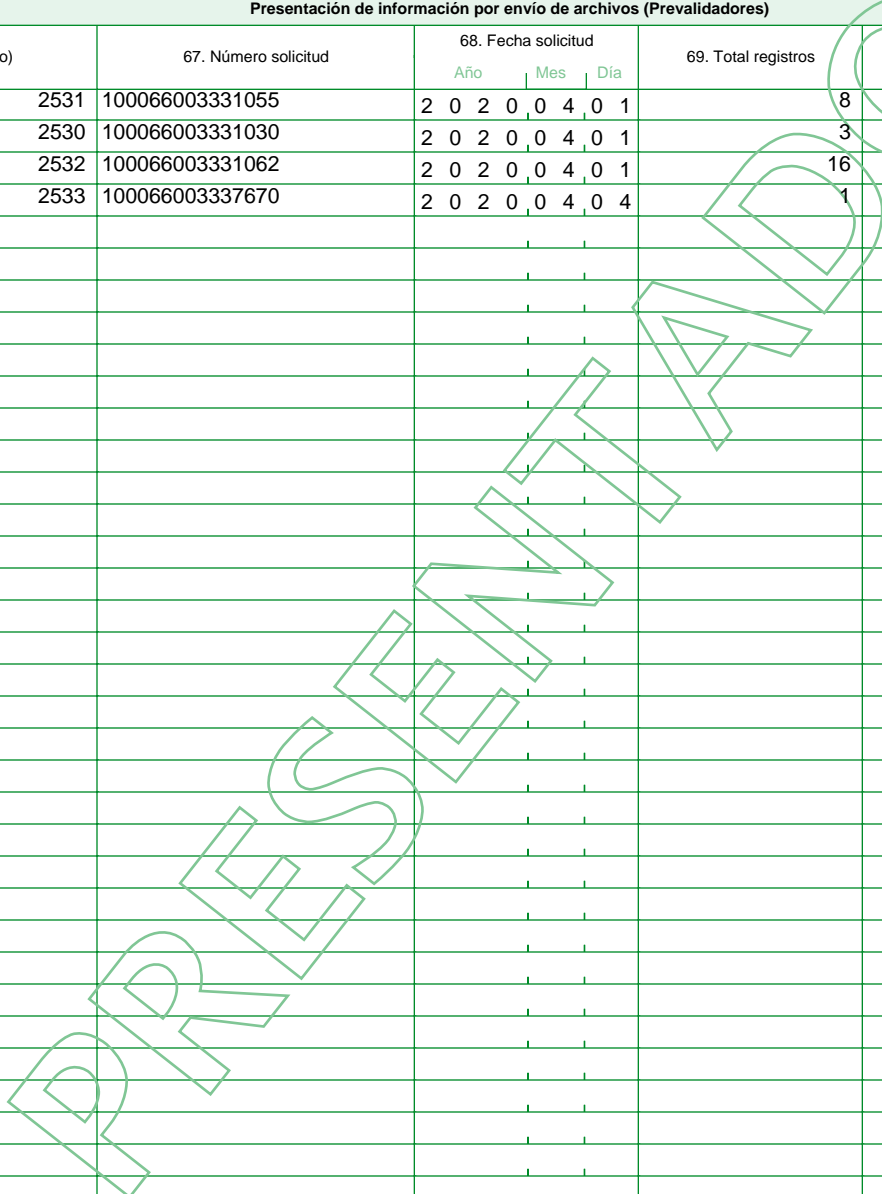 Presentación de información por envío de archivos (Prevalidadores)
o) 67. Número solicitud 68. Fecha solicitud 69. Total registros
Año Mes Día
2531 100066003331055 2 0 2 0 0 4 0 1 8
2530 100066003331030 2 0 2 0 0 4 0 1 3
2532 100066003331062 2 0 2 0 0 4 0 1 16
2533 100066003337670 2 0 2 0 0 4 0 4 1
PRESENTADO